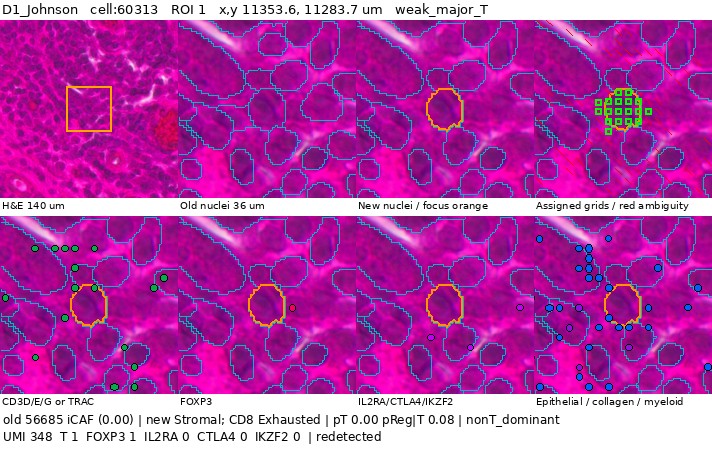 D1_Johnson cell:60313 ROI 1 x,y 11353.6, 11283.7 um weak_major_T
H&E 140 um
Old nuclei 36 um
New nuclei / focus orange
Assigned grids / red ambiguity
CD3D/E/G or TRAC
FOXP3
IL2RA/CTLA4/IKZF2
Epithelial / collagen / myeloid
old 56685 iCAF (0.00) | new Stromal; CD8 Exhausted | pT 0.00 pReg|T 0.08 | nonT_dominant
UMI 348 T 1 FOXP3 1 IL2RA 0 CTLA4 0 IKZF2 0 | redetected